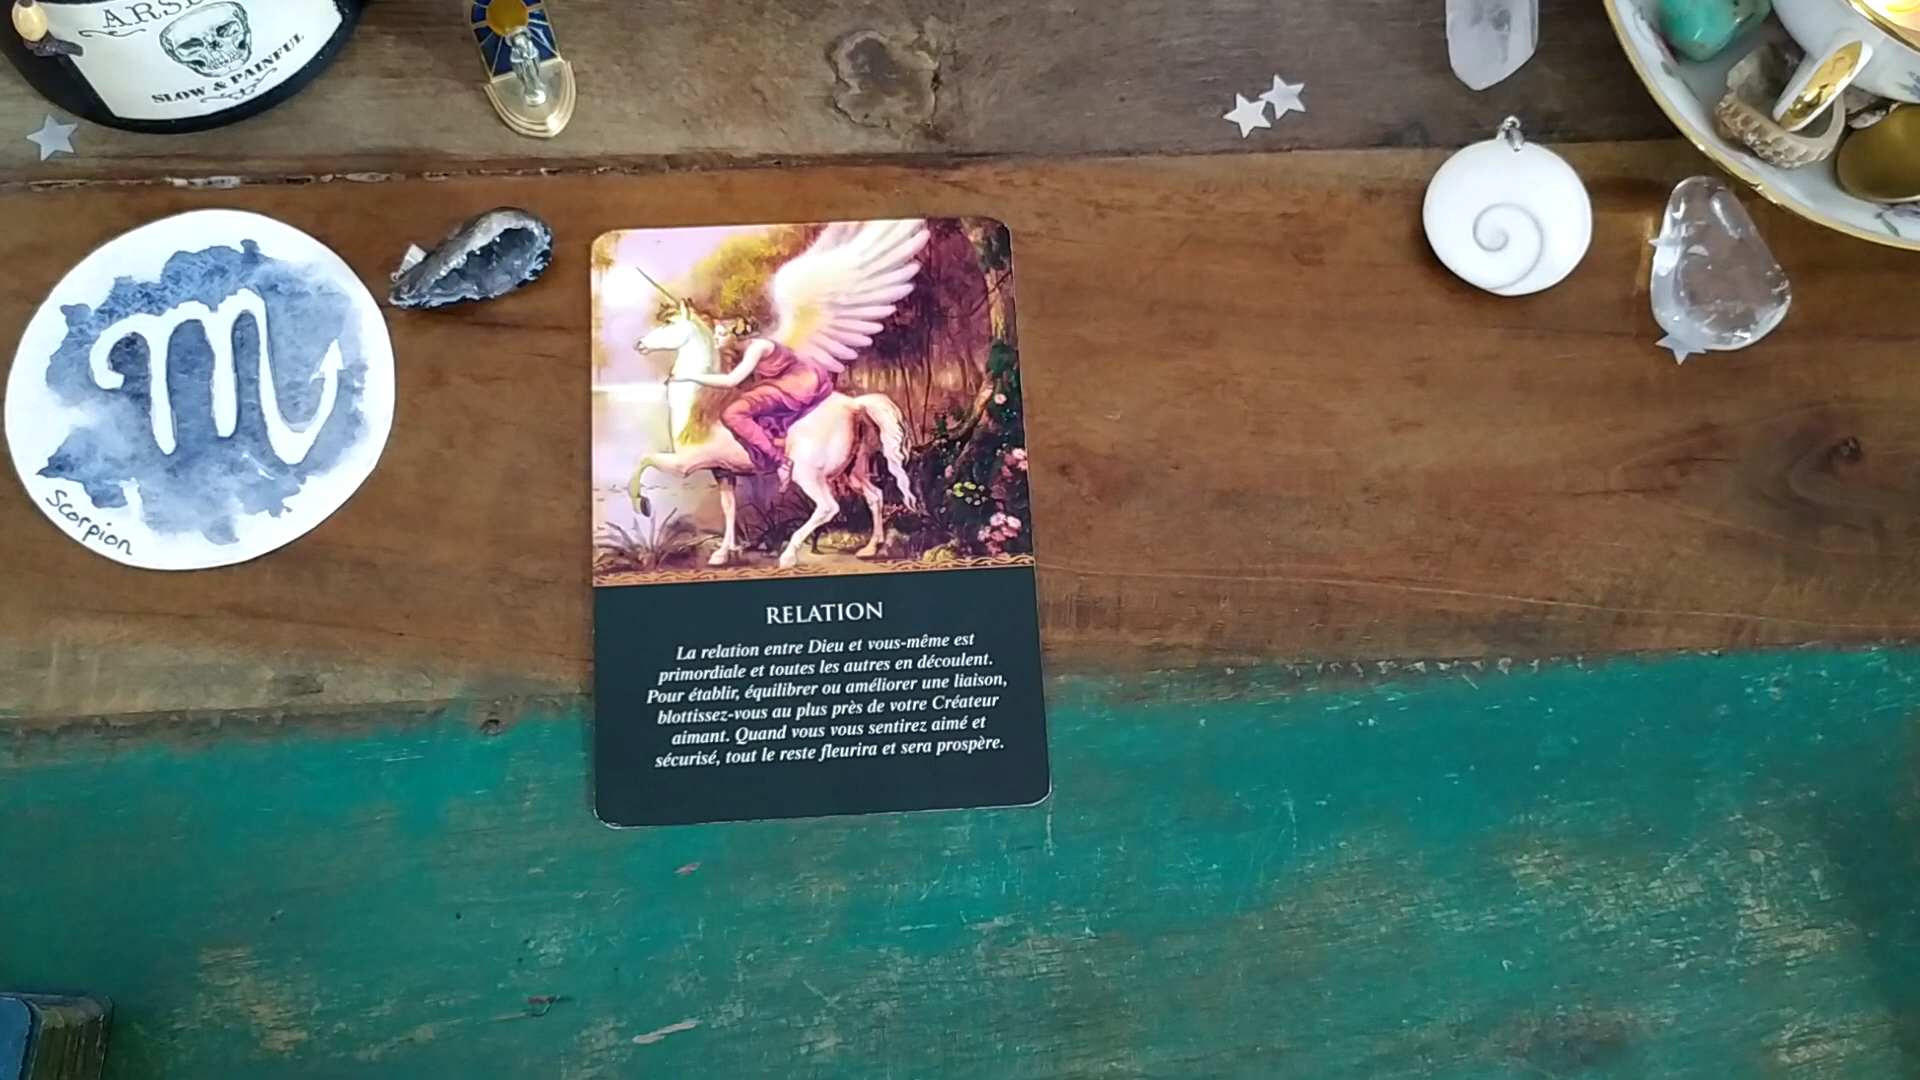 SLOW & PAINFUL
Scorpion
RELATION
La relation entre Dieu et vous-même est
primordiale et toutes les autres en découlent.
Pour établir, équilibrer ou améliorer une liaison,
blottissez-vous au plus près de votre Créateur
aimant. Quand vous vous sentirez aimé et
sécurisé, tout le reste fleurira et sera prospère.